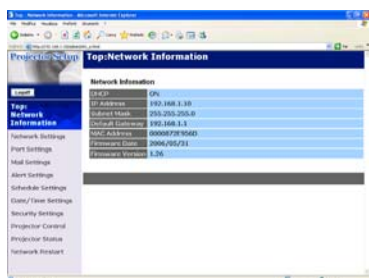 Projector Setup
Top:Network Information
Network Information
Logoff
DHCP ON
IP Address 192.168.1.10
Subnet Mask 255.255.255.0
Default Gateway 192.168.1.1
MAC Address 0000872E956D
Firmware Date 2006/05/31
Firmware Version 1.26
Top:
Network
Information
Network Settings
Port Settings
Mail Settings
Alert Settings
Schedule Settings
Date/Time Settings
Security Settings
Projector Control
Projector Status
Network Restart